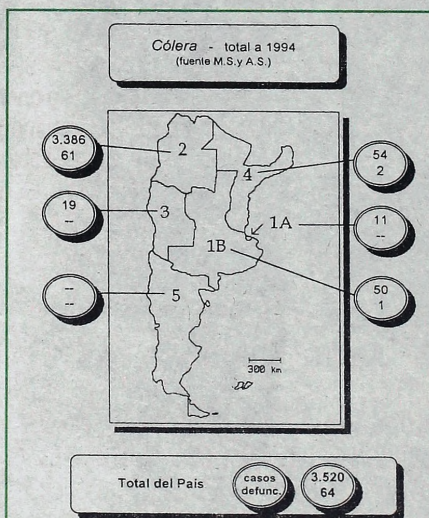 Cólera - total a 1994
(fuente M.S.y A.S.)
3.386
61
2
4
54
2
19
--
3
1A
11
--
1B
--
--
5
50
1
300 km
Total del País
casos
defunc.
3.520
64